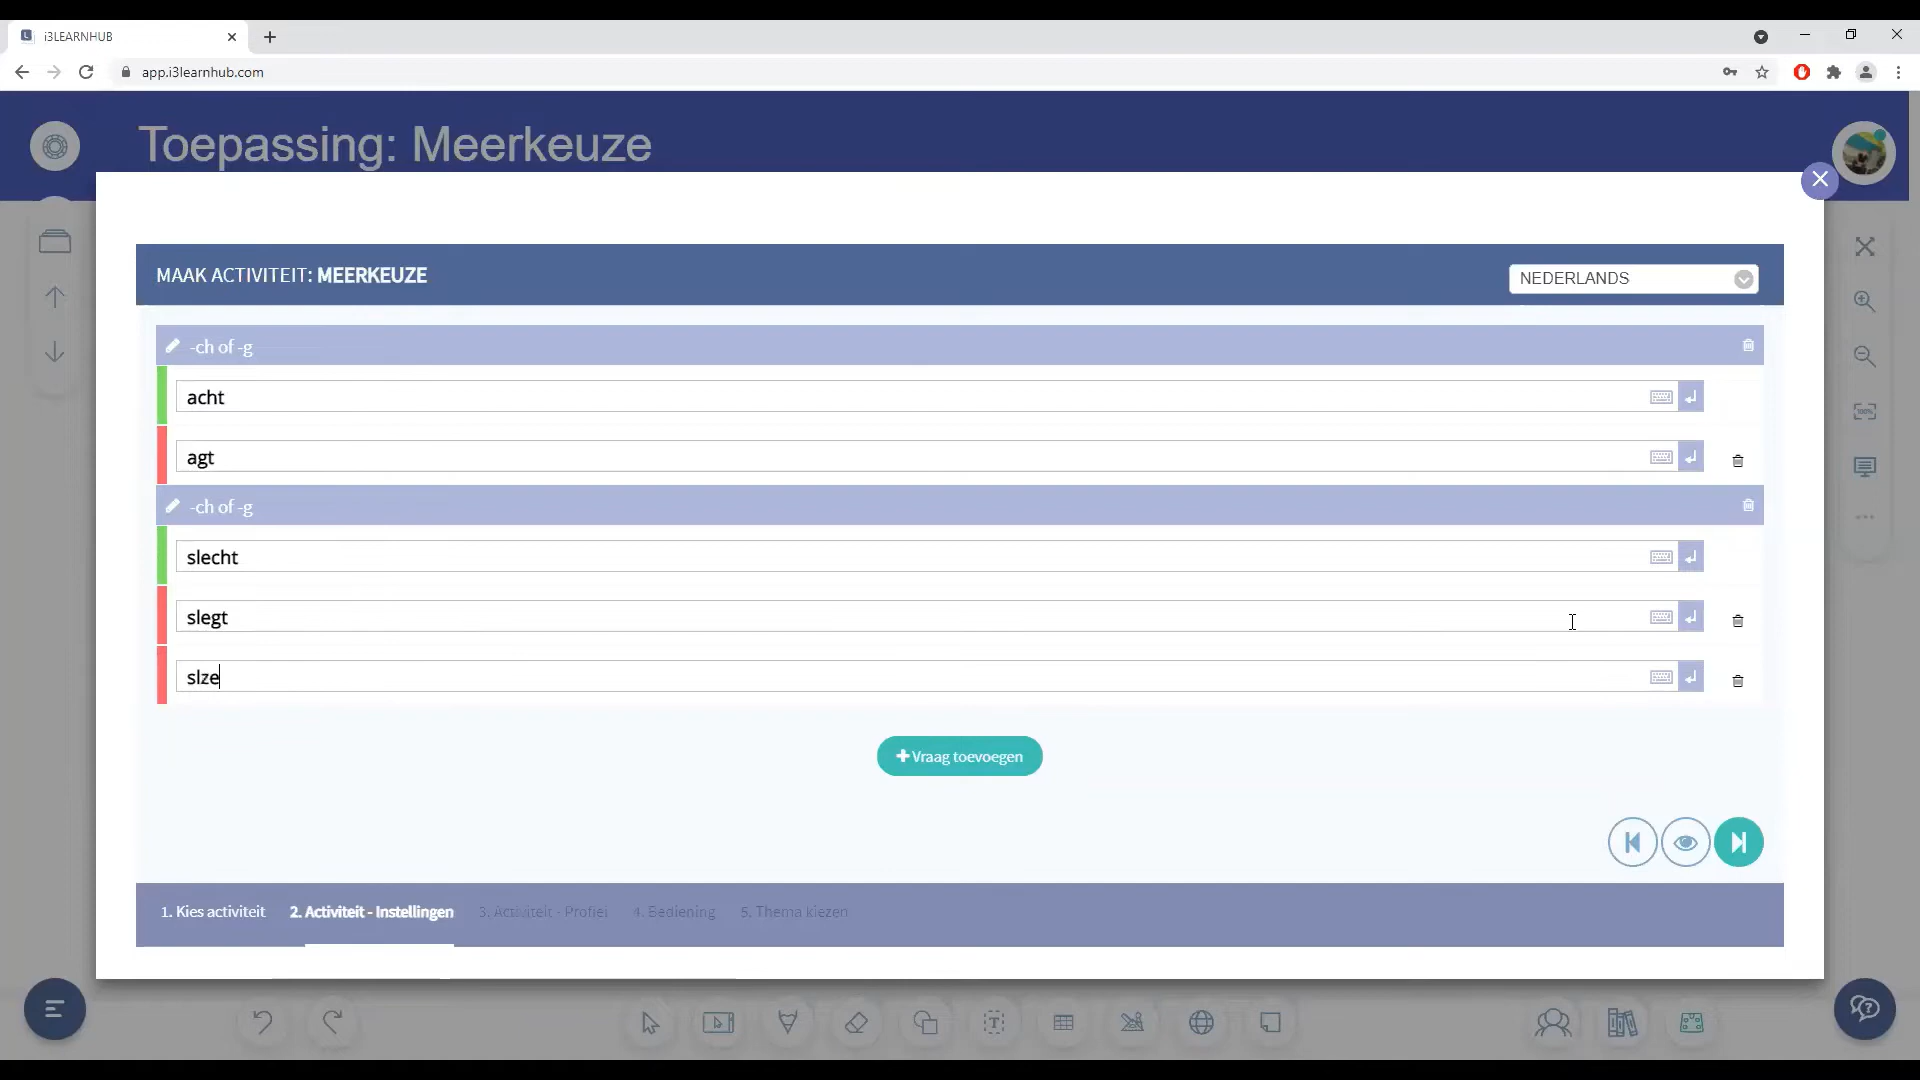 i3LEARNHUB
app.i3learnhub.com
Toepassing: Meerkeuze
MAAK ACTIVITEIT: MEERKEUZE
NEDERLANDS
-ch of -g
acht
agt
-ch of -g
slecht
slegt
slze
Vraag toevoegen
1. Kies activiteit 2. Activiteit - Instellingen 3. Activiteit - Profiel 4. Bediening 5. Thema kiezen
100%